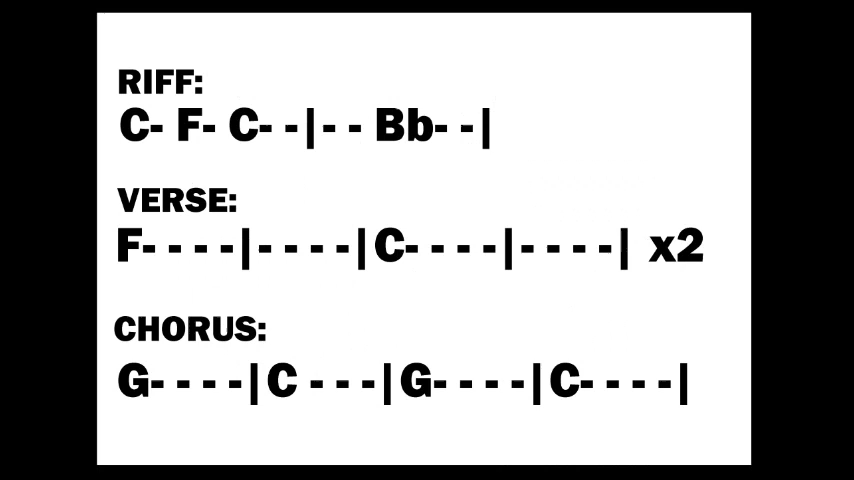 RIFF:
C- F- C- -|- - Bb- -|
VERSE:
F- - - -|- - - -|C- - - -|- - - -| x2
CHORUS:
G- - - -|C - - -|G- - - -|C- - - -|